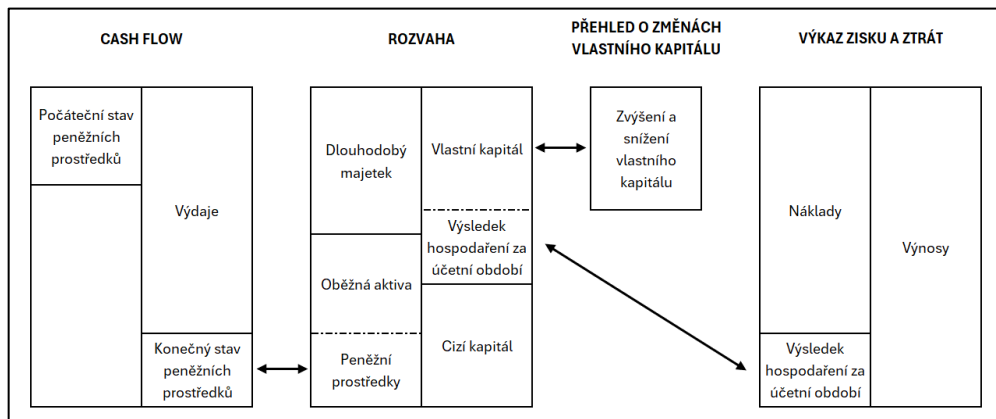 CASH FLOW
ROZVAHA
PŘEHLED O ZMĚNÁCH
VLASTNÍHO KAPITÁLU
VÝKAZ ZISKU A ZTRÁT
Počáteční stav
peněžních
prostředků
Výdaje
Konečný stav
peněžních
prostředků
Dlouhodobý
majetek
Oběžná aktiva
Peněžní
prostředky
Vlastní kapitál
Výsledek
hospodaření za
účetní období
Cizí kapitál
Zvýšení a
snížení
vlastního
kapitálu
Náklady
Výsledek
hospodaření za
účetní období
Výnosy